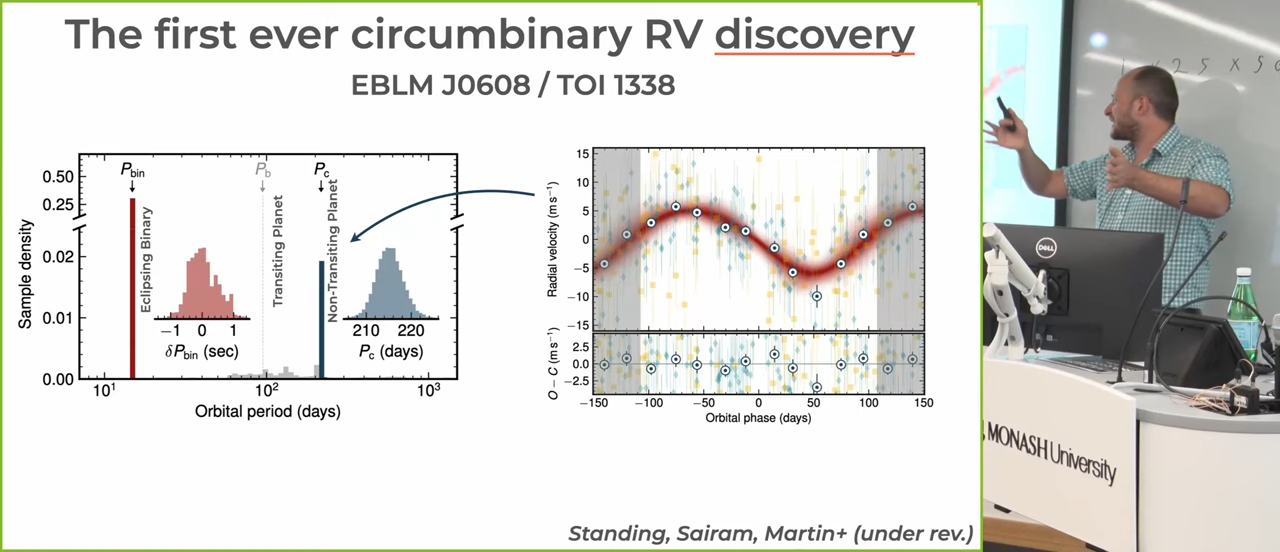 The first ever circumbinary RV discovery
EBLM J0608 / TOI 1338
Sample density
0.50
0.25
0.02
0.01
0.00
P_bin
P_b
P_c
Eclipsing Binary
Transiting Planet
Non-Transiting Planet
−1 0 1
δP_bin (sec)
210 220
P_c (days)
10¹ 10² 10³
Orbital period (days)
Radial velocity (m s⁻¹)
15
10
5
0
−5
−10
−15
O − C (m s⁻¹)
2.5
0.0
−2.5
−150 −100 −50 0 50 100 150
Orbital phase (days)
Standing, Sairam, Martin+ (under rev.)
DELL
MONASH University